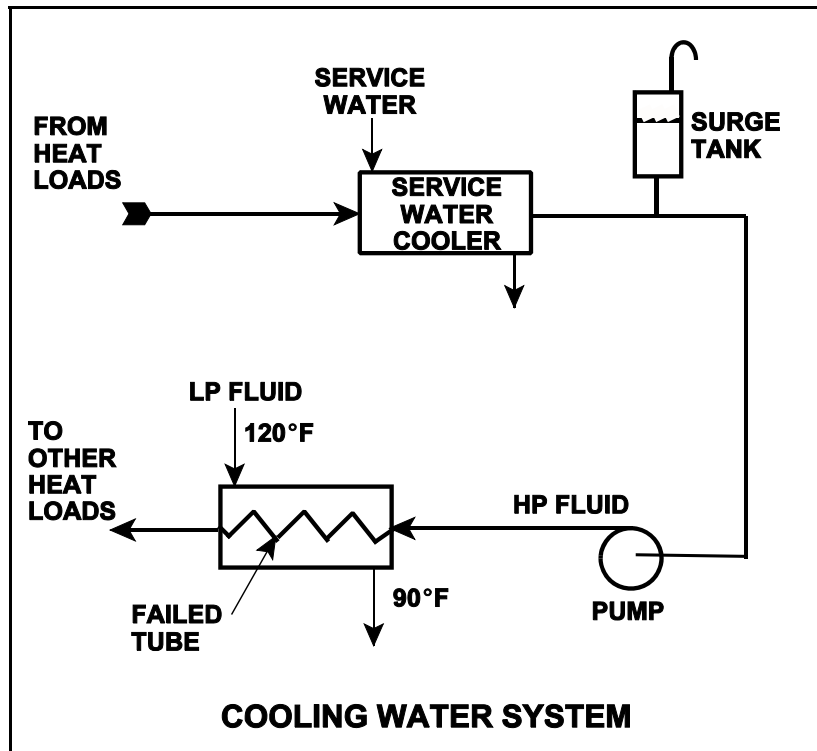 SERVICE
WATER
FROM
HEAT
LOADS
SURGE
TANK
SERVICE
WATER
COOLER
LP FLUID
120°F
TO
OTHER
HEAT
LOADS
HP FLUID
90°F
FAILED
TUBE
PUMP
COOLING WATER SYSTEM